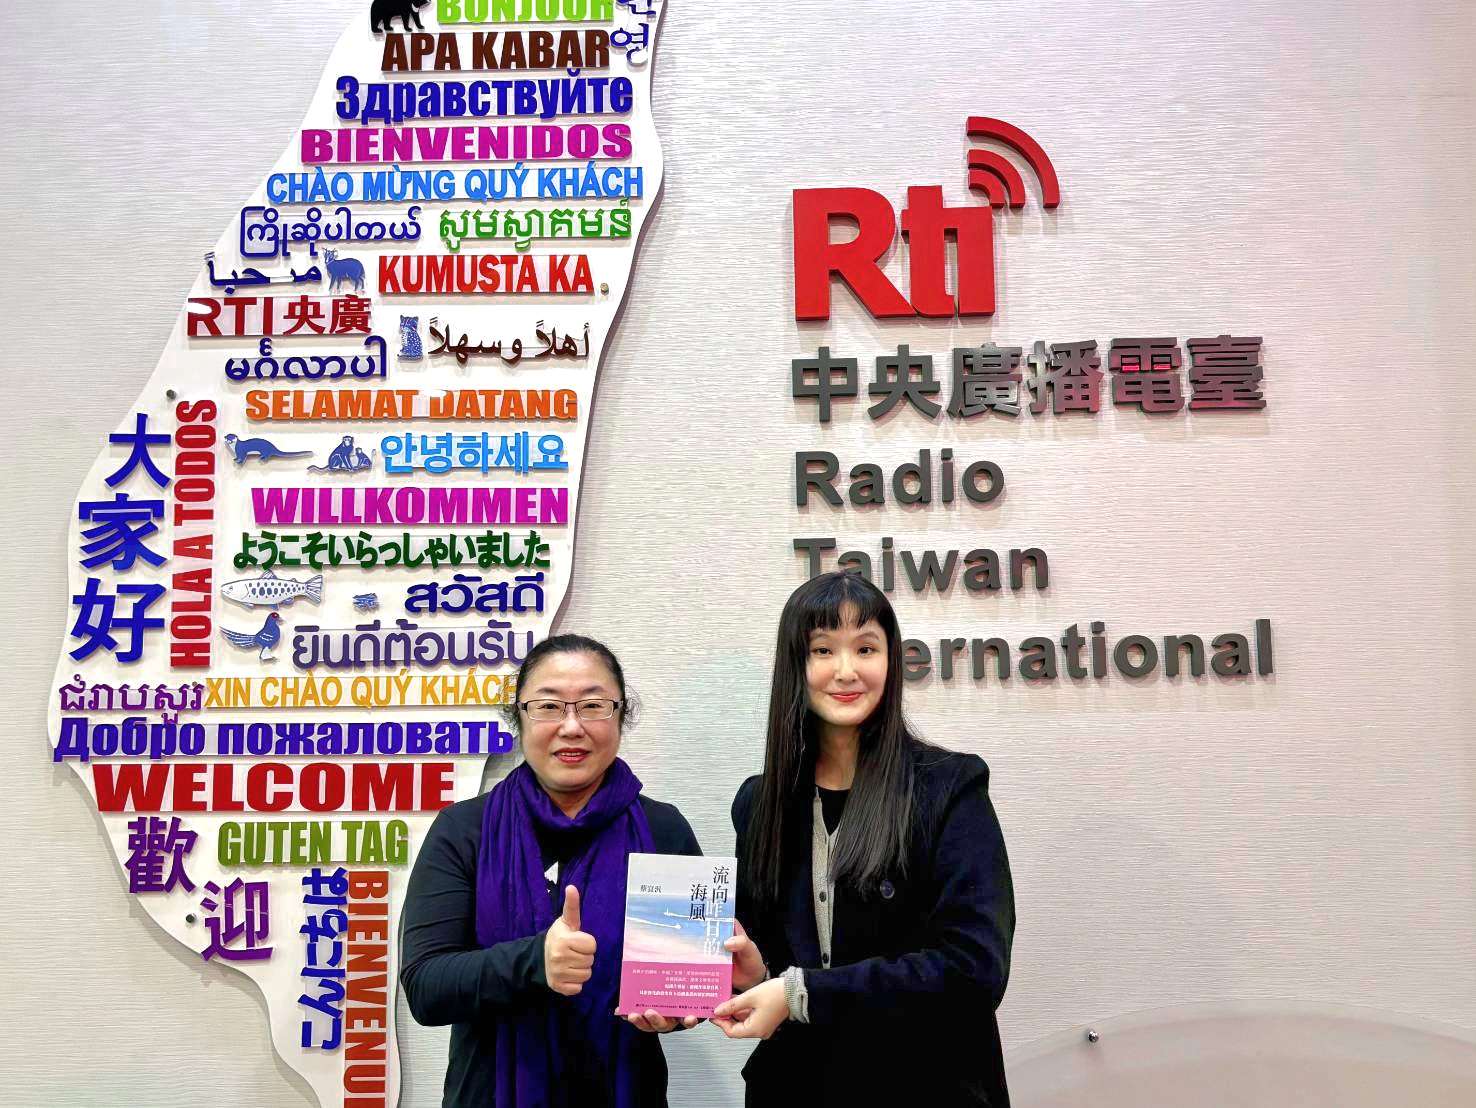 BONJOUR
APA KABAR
Здравствуйте
BIENVENIDOS
CHÀO MỪNG QUÝ KHÁCH
ကြိုဆိုပါတယ်
សូមស្វាគមន៍
مرحباً
KUMUSTA KA
RTI 央廣
أهلاً وسهلاً
မင်္ဂလာပါ
SELAMAT DATANG
안녕하세요
WILLKOMMEN
ようこそいらっしゃいました
สวัสดี
ยินดีต้อนรับ
大家好
HOLA A TODOS
ជំរាបសួរ
XIN CHÀO QUÝ KHÁCH
Добро пожаловать
WELCOME
GUTEN TAG
歡迎
こんにちは
BIENVENU
Rti
中央廣播電臺
Radio
Taiwan
International
流向昨日的
海風
蔡宜汎